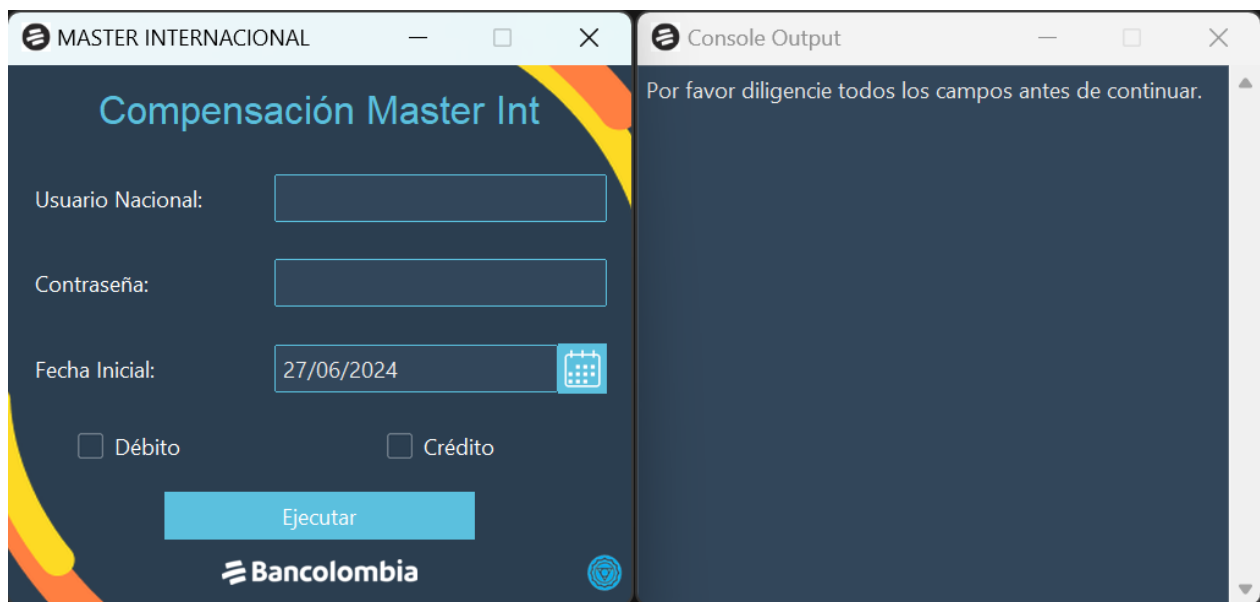 MASTER INTERNACIONAL
Compensación Master Int
Usuario Nacional:
Contraseña:
Fecha Inicial:
27/06/2024
Débito
Crédito
Ejecutar
Bancolombia
Console Output
Por favor diligencie todos los campos antes de continuar.